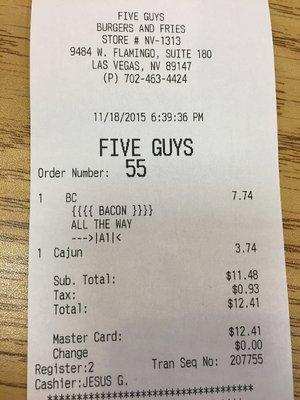 FIVE GUYS
BURGERS AND FRIES
STORE # NV-1313
9484 W. FLAMINGO, SUITE 180
LAS VEGAS, NV 89147
(P) 702-463-4424
11/18/2015 6:39:36 PM
FIVE GUYS
Order Number: 55
1 BC 7.74
{{{{ BACON }}}}
ALL THE WAY
--->|A1|<
1 Cajun 3.74
Sub. Total: $11.48
Tax: $0.93
Total: $12.41
Master Card: $12.41
Change $0.00
Register:2 Tran Seq No: 207755
Cashier:JESUS G.
***********************************